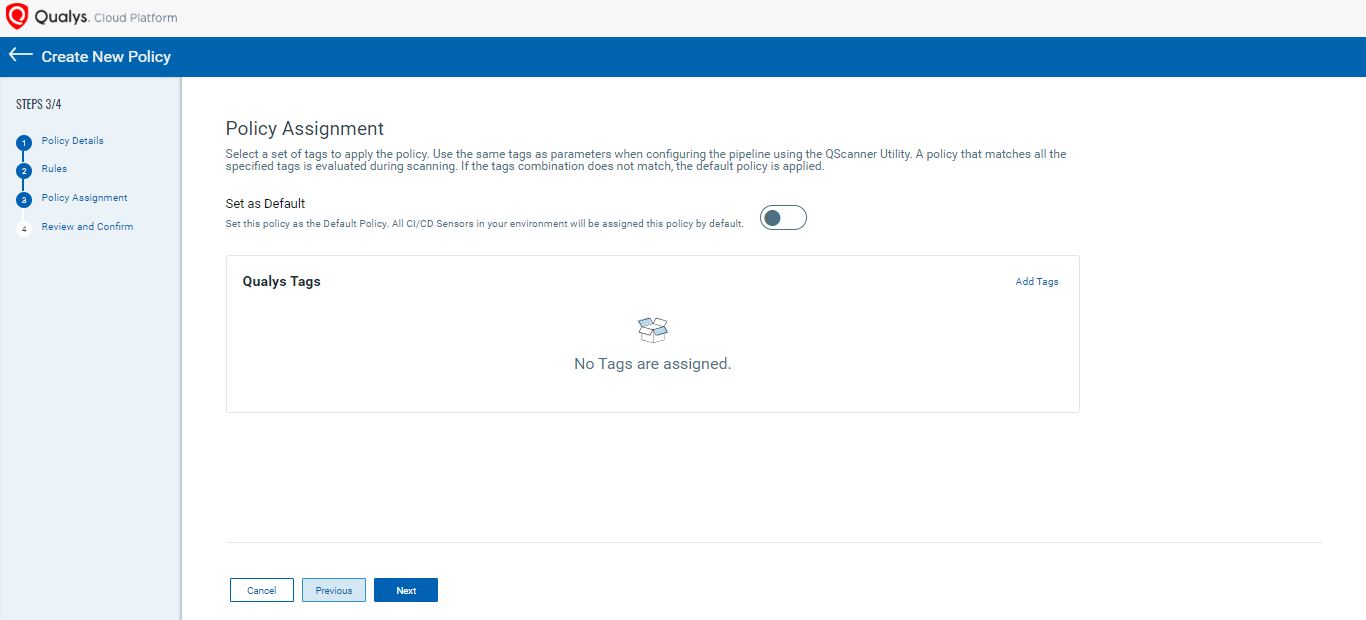 Qualys. Cloud Platform
Create New Policy
STEPS 3/4
1 Policy Details
2 Rules
3 Policy Assignment
4 Review and Confirm
Policy Assignment
Select a set of tags to apply the policy. Use the same tags as parameters when configuring the pipeline using the QScanner Utility. A policy that matches all the
specified tags is evaluated during scanning. If the tags combination does not match, the default policy is applied.
Set as Default
Set this policy as the Default Policy. All CI/CD Sensors in your environment will be assigned this policy by default.
Qualys Tags
Add Tags
No Tags are assigned.
Cancel
Previous
Next